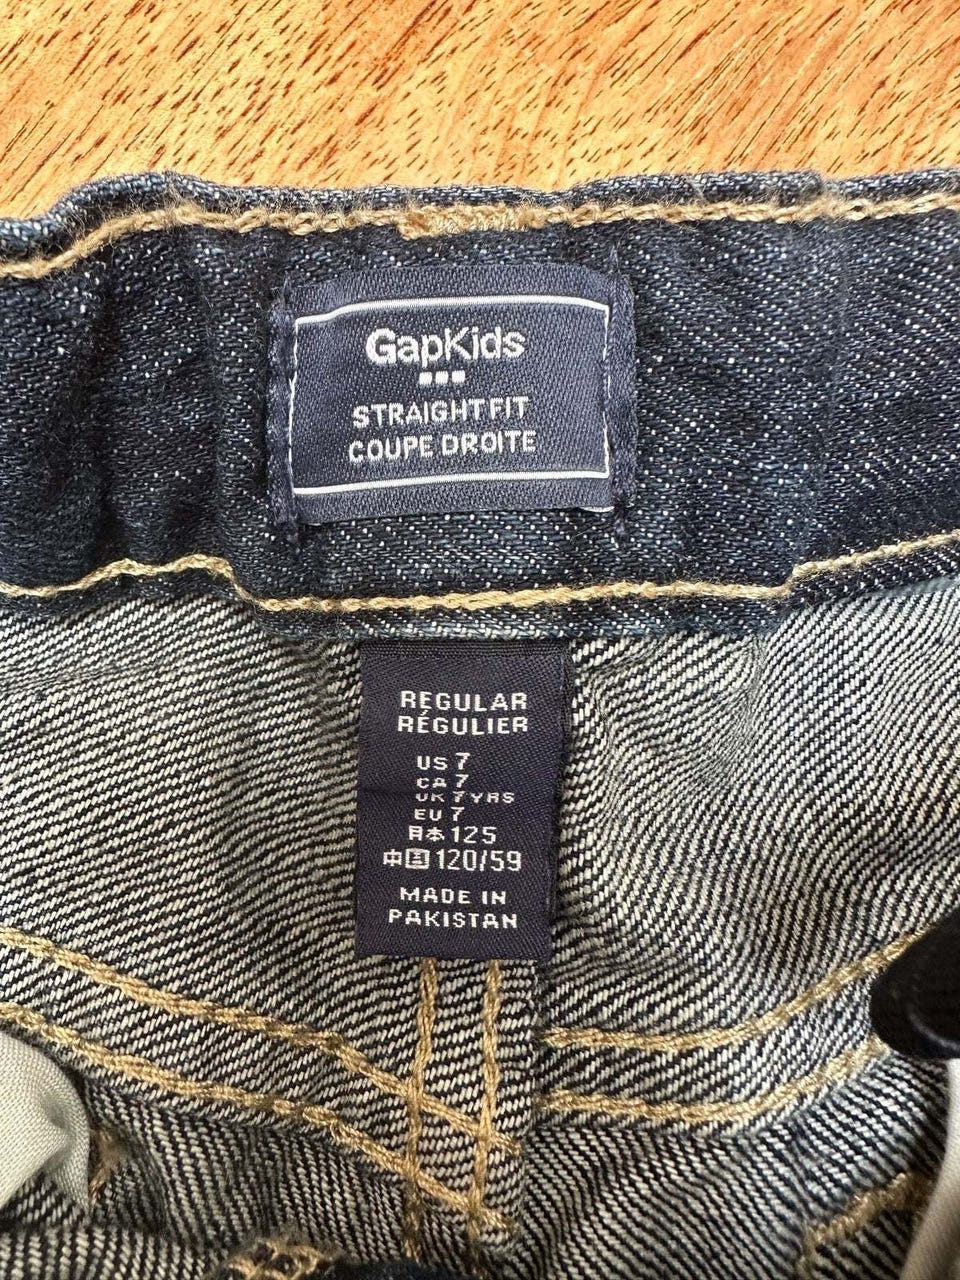 GapKids
STRAIGHT FIT
COUPE DROITE
REGULAR
RÉGULIER
US 7
CA 7
UK 7 YRS
EU 7
日本 125
中国 120/59
MADE IN
PAKISTAN